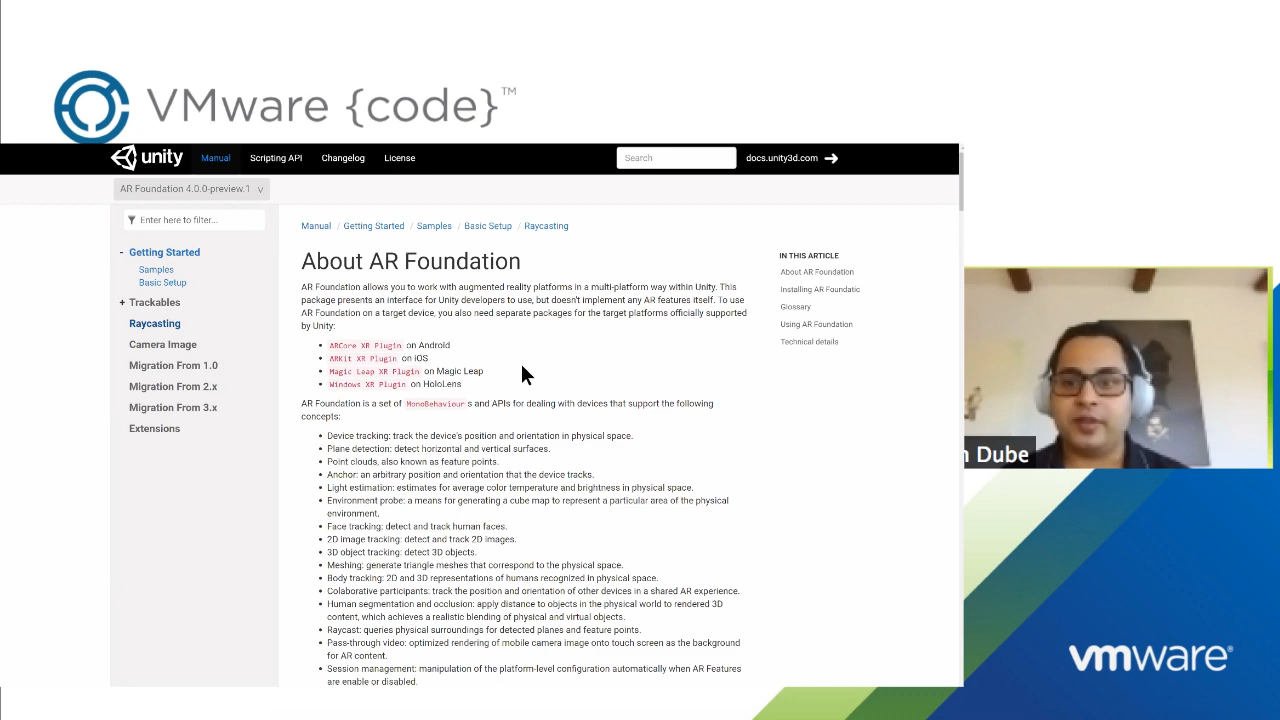 VMware {code}™
unity Manual Scripting API Changelog License Search docs.unity3d.com
AR Foundation 4.0.0-preview.1 v
Enter here to filter...
- Getting Started
Samples
Basic Setup
+ Trackables
Raycasting
Camera Image
Migration From 1.0
Migration From 2.x
Migration From 3.x
Extensions
Manual / Getting Started / Samples / Basic Setup / Raycasting
About AR Foundation
AR Foundation allows you to work with augmented reality platforms in a multi-platform way within Unity. This
package presents an interface for Unity developers to use, but doesn't implement any AR features itself. To use
AR Foundation on a target device, you also need separate packages for the target platforms officially supported
by Unity:
• ARCore XR Plugin on Android
• ARKit XR Plugin on iOS
• Magic Leap XR Plugin on Magic Leap
• Windows XR Plugin on HoloLens
AR Foundation is a set of MonoBehaviour s and APIs for dealing with devices that support the following
concepts:
• Device tracking: track the device's position and orientation in physical space.
• Plane detection: detect horizontal and vertical surfaces.
• Point clouds, also known as feature points.
• Anchor: an arbitrary position and orientation that the device tracks.
• Light estimation: estimates for average color temperature and brightness in physical space.
• Environment probe: a means for generating a cube map to represent a particular area of the physical
environment.
• Face tracking: detect and track human faces.
• 2D image tracking: detect and track 2D images.
• 3D object tracking: detect 3D objects.
• Meshing: generate triangle meshes that correspond to the physical space.
• Body tracking: 2D and 3D representations of humans recognized in physical space.
• Colaborative participants: track the position and orientation of other devices in a shared AR experience.
• Human segmentation and occlusion: apply distance to objects in the physical world to rendered 3D
content, which achieves a realistic blending of physical and virtual objects.
• Raycast: queries physical surroundings for detected planes and feature points.
• Pass-through video: optimized rendering of mobile camera image onto touch screen as the background
for AR content.
• Session management: manipulation of the platform-level configuration automatically when AR Features
are enable or disabled.
IN THIS ARTICLE
About AR Foundation
Installing AR Foundatic
Glossary
Using AR Foundation
Technical details
Dube
vmware®